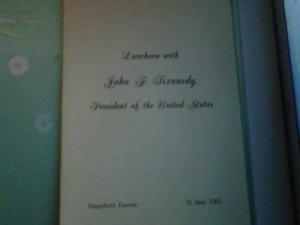 Luncheon with
John F. Kennedy,
President of the United States
25 June 1963